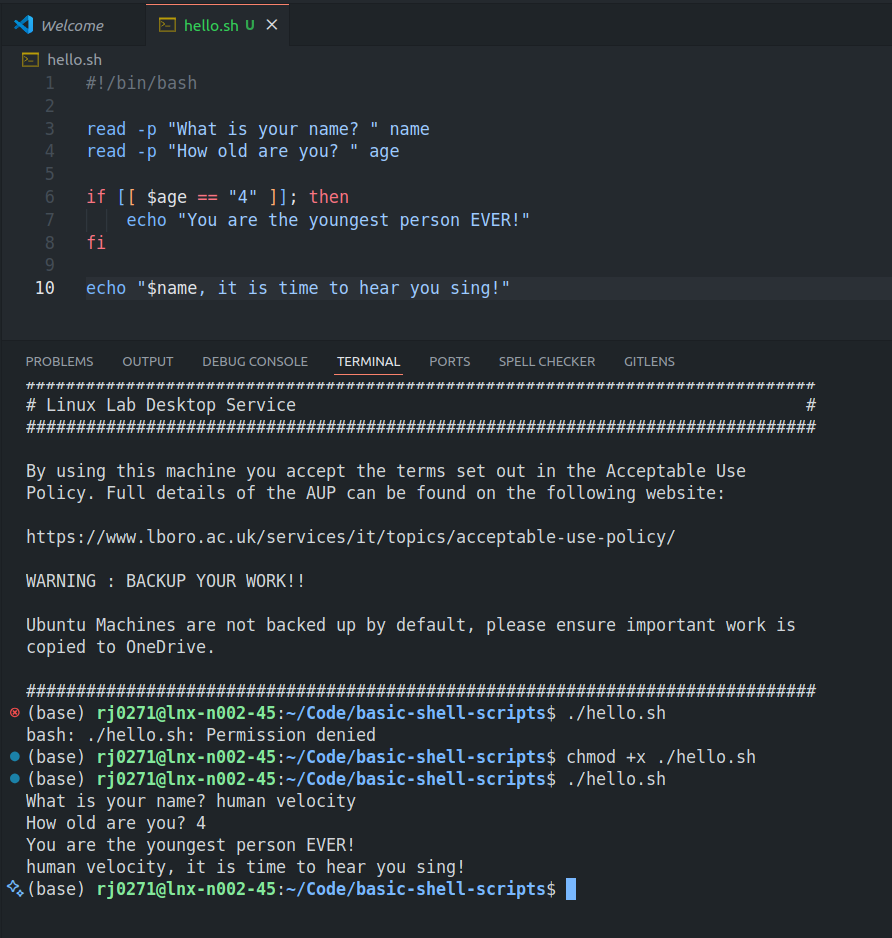 Welcome
hello.sh U
hello.sh
1 #!/bin/bash
2
3 read -p "What is your name? " name
4 read -p "How old are you? " age
5
6 if [[ $age == "4" ]]; then
7 echo "You are the youngest person EVER!"
8 fi
9
10 echo "$name, it is time to hear you sing!"
PROBLEMS OUTPUT DEBUG CONSOLE TERMINAL PORTS SPELL CHECKER GITLENS
###############################################################################
# Linux Lab Desktop Service #
###############################################################################
By using this machine you accept the terms set out in the Acceptable Use
Policy. Full details of the AUP can be found on the following website:
https://www.lboro.ac.uk/services/it/topics/acceptable-use-policy/
WARNING : BACKUP YOUR WORK!!
Ubuntu Machines are not backed up by default, please ensure important work is
copied to OneDrive.
###############################################################################
(base) rj0271@lnx-n002-45:~/Code/basic-shell-scripts$ ./hello.sh
bash: ./hello.sh: Permission denied
(base) rj0271@lnx-n002-45:~/Code/basic-shell-scripts$ chmod +x ./hello.sh
(base) rj0271@lnx-n002-45:~/Code/basic-shell-scripts$ ./hello.sh
What is your name? human velocity
How old are you? 4
You are the youngest person EVER!
human velocity, it is time to hear you sing!
(base) rj0271@lnx-n002-45:~/Code/basic-shell-scripts$